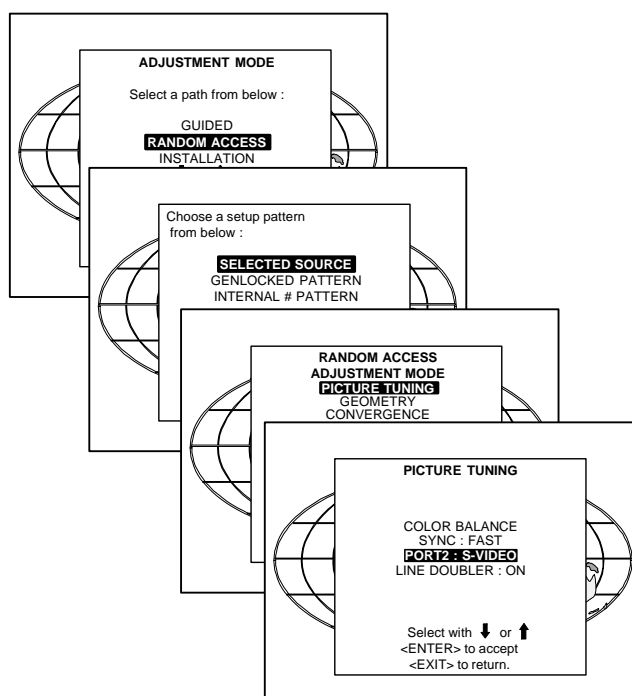 ADJUSTMENT MODE
Select a path from below :
GUIDED
RANDOM ACCESS
INSTALLATION
Choose a setup pattern
from below :
SELECTED SOURCE
GENLOCKED PATTERN
INTERNAL # PATTERN
RANDOM ACCESS
ADJUSTMENT MODE
PICTURE TUNING
GEOMETRY
CONVERGENCE
PICTURE TUNING
COLOR BALANCE
SYNC : FAST
PORT2 : S-VIDEO
LINE DOUBLER : ON
Select with ⬇ or ⬆
<ENTER> to accept
<EXIT> to return.